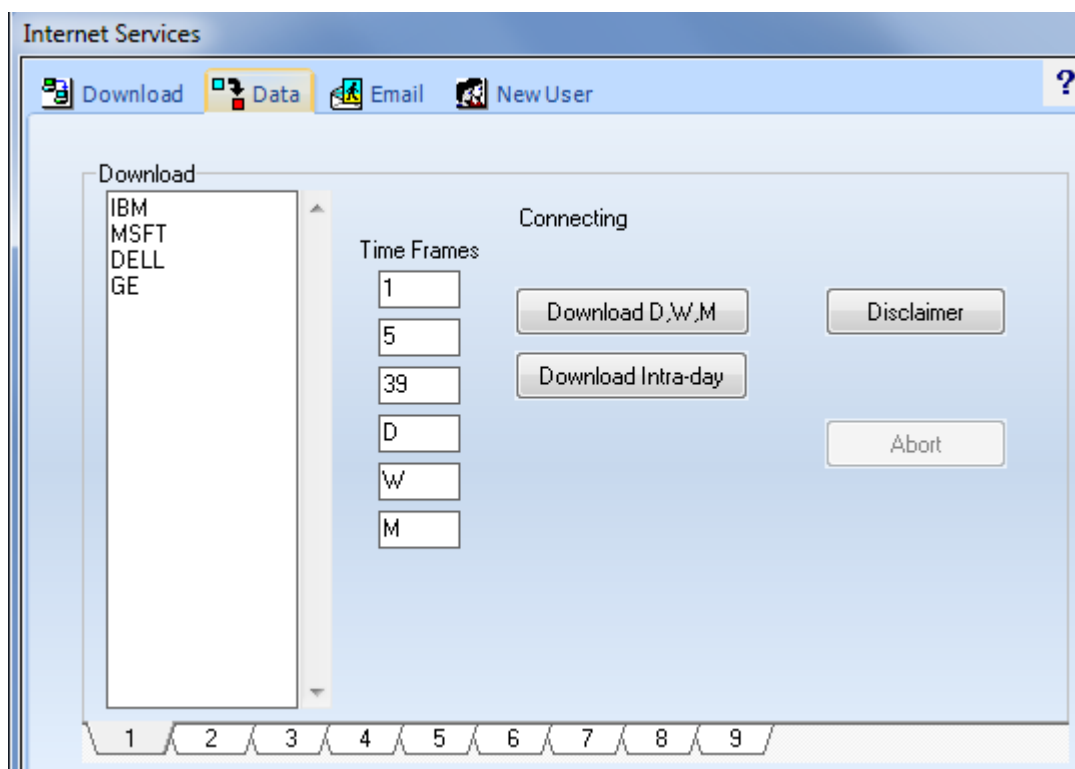 Internet Services
Download Data Email New User ?
Download
IBM
MSFT
DELL
GE
Time Frames
1
5
39
D
W
M
Connecting
Download D,W,M
Download Intra-day
Disclaimer
Abort
1 2 3 4 5 6 7 8 9